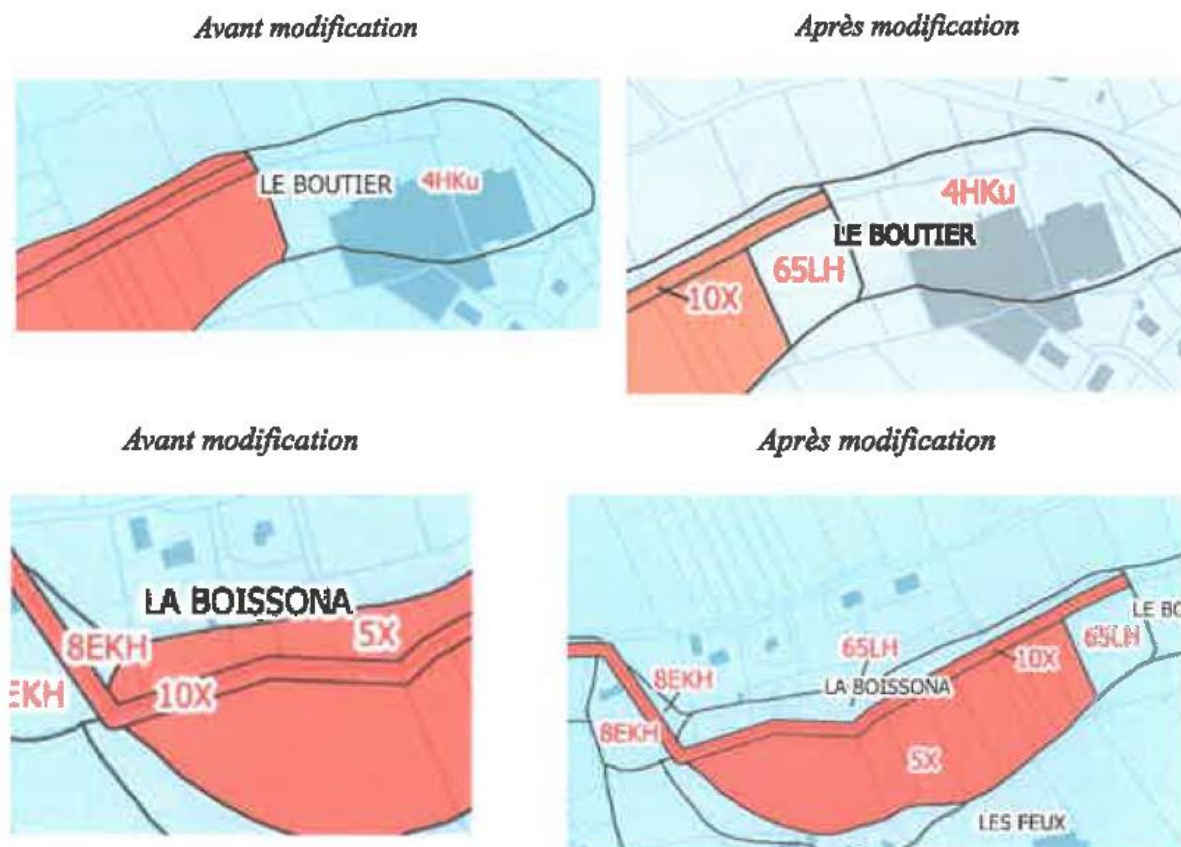 Avant modification
Après modification
LE BOUTIER
4HKu
4HKu
LE BOUTIER
65LH
10X
Avant modification
Après modification
LA BOISSONA
5X
8EKH
EKH
10X
LE BO
65LH
65LH
10X
8EKH
LA BOISSONA
8EKH
5X
LES FEUX